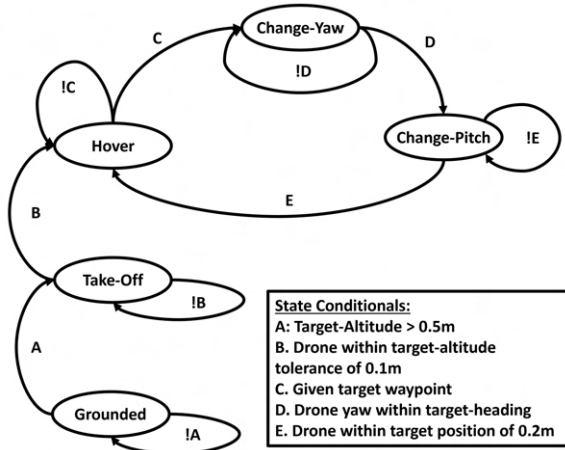 Change-Yaw
C
D
!D
!C
Hover
Change-Pitch
!E
E
B
Take-Off
!B
A
Grounded
!A
State Conditionals:
A: Target-Altitude > 0.5m
B. Drone within target-altitude
tolerance of 0.1m
C. Given target waypoint
D. Drone yaw within target-heading
E. Drone within target position of 0.2m